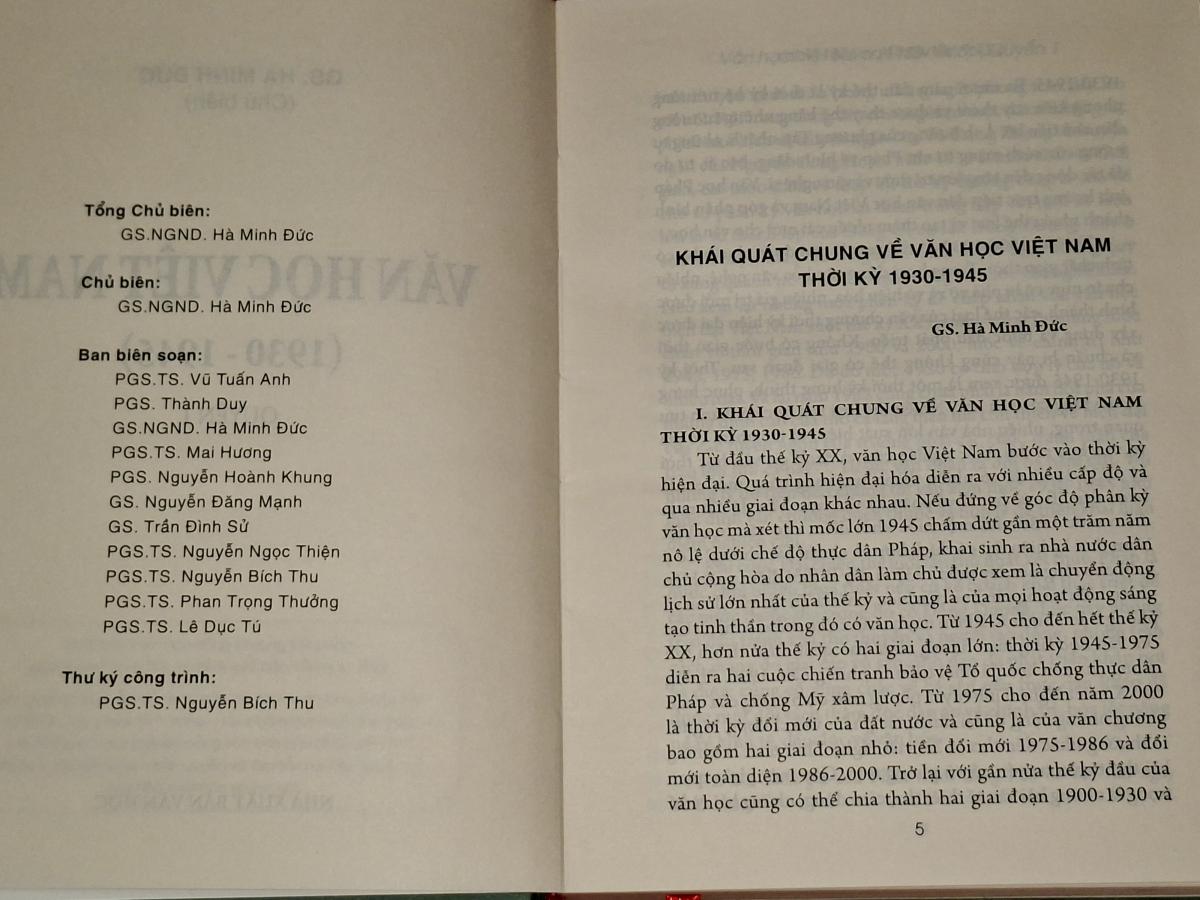 Tổng Chủ biên:
GS.NGND. Hà Minh Đức
Chủ biên:
GS.NGND. Hà Minh Đức
Ban biên soạn:
PGS.TS. Vũ Tuấn Anh
PGS. Thành Duy
GS.NGND. Hà Minh Đức
PGS.TS. Mai Hương
PGS. Nguyễn Hoành Khung
GS. Nguyễn Đăng Mạnh
GS. Trần Đình Sử
PGS.TS. Nguyễn Ngọc Thiện
PGS.TS. Nguyễn Bích Thu
PGS.TS. Phan Trọng Thưởng
PGS.TS. Lê Dục Tú
Thư ký công trình:
PGS.TS. Nguyễn Bích Thu
KHÁI QUÁT CHUNG VỀ VĂN HỌC VIỆT NAM
THỜI KỲ 1930-1945
GS. Hà Minh Đức
I. KHÁI QUÁT CHUNG VỀ VĂN HỌC VIỆT NAM
THỜI KỲ 1930-1945
Từ đầu thế kỷ XX, văn học Việt Nam bước vào thời kỳ
hiện đại. Quá trình hiện đại hóa diễn ra với nhiều cấp độ và
qua nhiều giai đoạn khác nhau. Nếu đứng về góc độ phân kỳ
văn học mà xét thì mốc lớn 1945 chấm dứt gần một trăm năm
nô lệ dưới chế độ thực dân Pháp, khai sinh ra nhà nước dân
chủ cộng hòa do nhân dân làm chủ được xem là chuyển động
lịch sử lớn nhất của thế kỷ và cũng là của mọi hoạt động sáng
tạo tinh thần trong đó có văn học. Từ 1945 cho đến hết thế kỷ
XX, hơn nửa thế kỷ có hai giai đoạn lớn: thời kỳ 1945-1975
diễn ra hai cuộc chiến tranh bảo vệ Tổ quốc chống thực dân
Pháp và chống Mỹ xâm lược. Từ 1975 cho đến năm 2000
là thời kỳ đổi mới của đất nước và cũng là của văn chương
bao gồm hai giai đoạn nhỏ: tiền đổi mới 1975-1986 và đổi
mới toàn diện 1986-2000. Trở lại với gần nửa thế kỷ đầu của
văn học cũng có thể chia thành hai giai đoạn 1900-1930 và
5